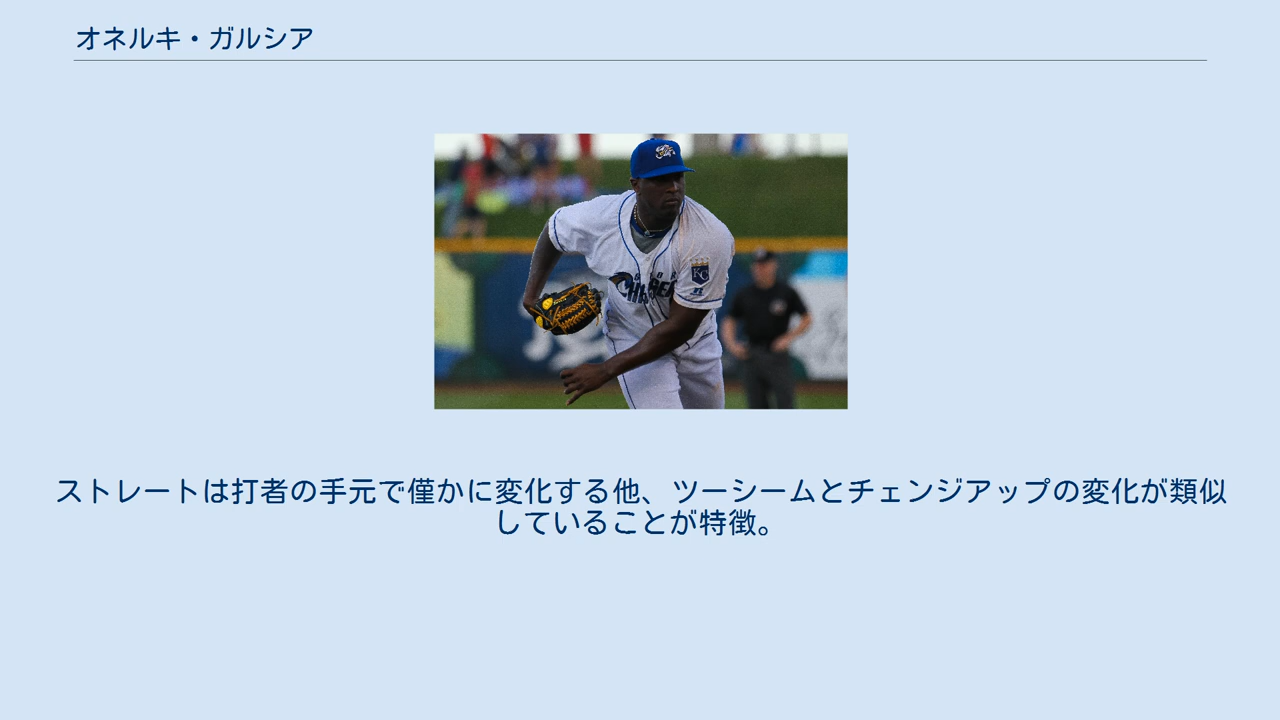 オネルキ・ガルシア
KC
ストレートは打者の手元で僅かに変化する他、ツーシームとチェンジアップの変化が類似
していることが特徴。